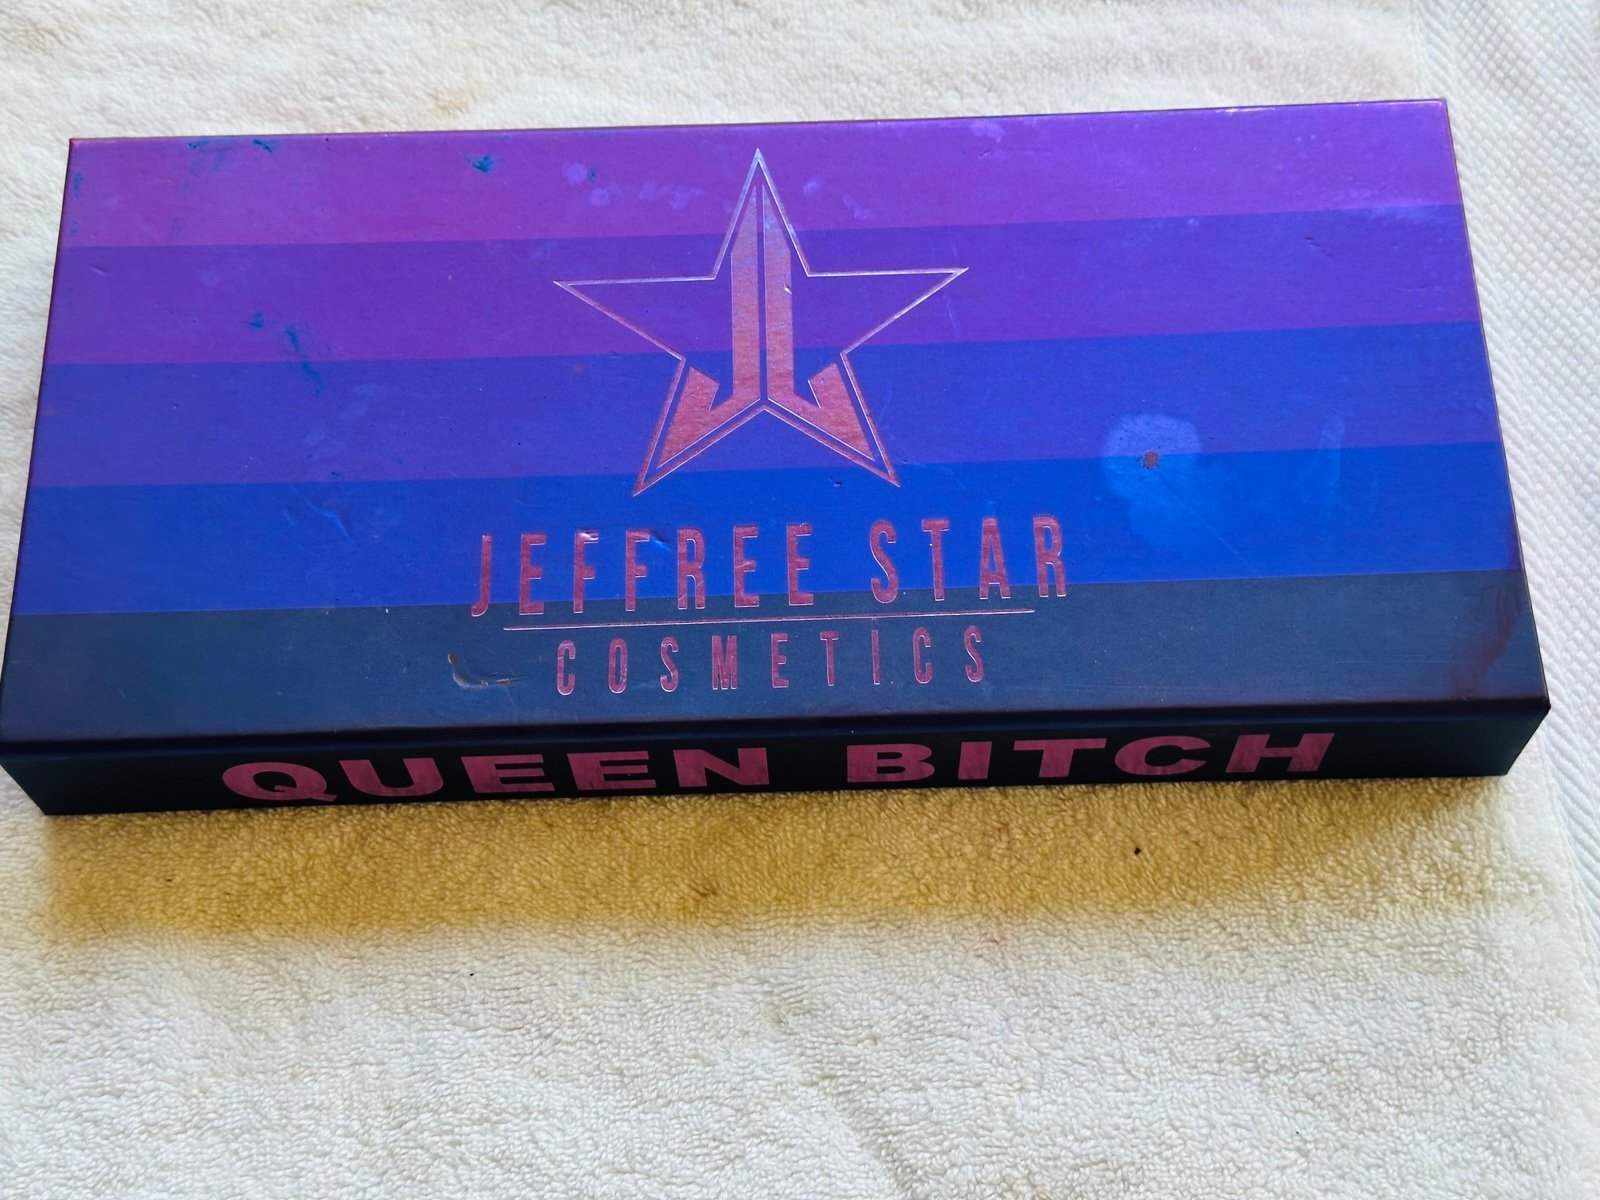 JEFFREE STAR
COSMETICS
QUEEN BITCH